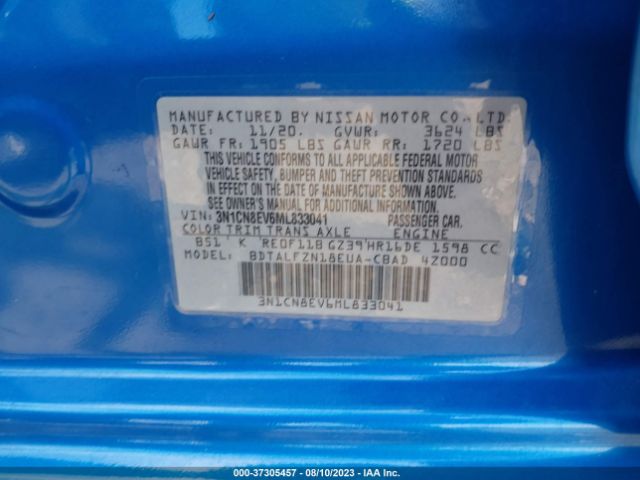 MANUFACTURED BY NISSAN MOTOR CO., LTD.
DATE: 11/20. GVWR: 3624 LBS
GAWR FR: 1905 LBS GAWR RR: 1720 LBS
THIS VEHICLE CONFORMS TO ALL APPLICABLE FEDERAL MOTOR
VEHICLE SAFETY, BUMPER AND THEFT PREVENTION STANDARDS
IN EFFECT ON THE DATE OF MANUFACTURE SHOWN ABOVE.
SEE OWNER'S MANUAL FOR ADDITIONAL INFORMATION.
VIN: 3N1CN8EV6ML833041 PASSENGER CAR.
COLOR TRIM TRANS AXLE ENGINE
B51 K RE0F11B GZ39 HR16DE 1598 CC
MODEL: BDTALFZN18EUA-CBAD 4Z000
3N1CN8EV6ML833041
000-37305457 - 08/10/2023 - IAA Inc.